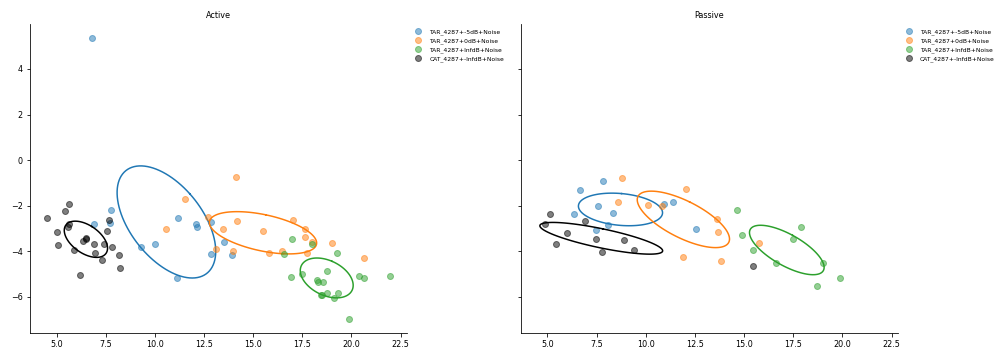 Active
TAR_4287+-5dB+Noise
TAR_4287+0dB+Noise
TAR_4287+InfdB+Noise
CAT_4287+-InfdB+Noise
4
2
0
−2
−4
−6
5.0 7.5 10.0 12.5 15.0 17.5 20.0 22.5
Passive
TAR_4287+-5dB+Noise
TAR_4287+0dB+Noise
TAR_4287+InfdB+Noise
CAT_4287+-InfdB+Noise
5.0 7.5 10.0 12.5 15.0 17.5 20.0 22.5